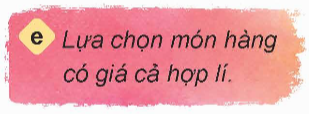 e Lựa chọn món hàng
có giá cả hợp lí.